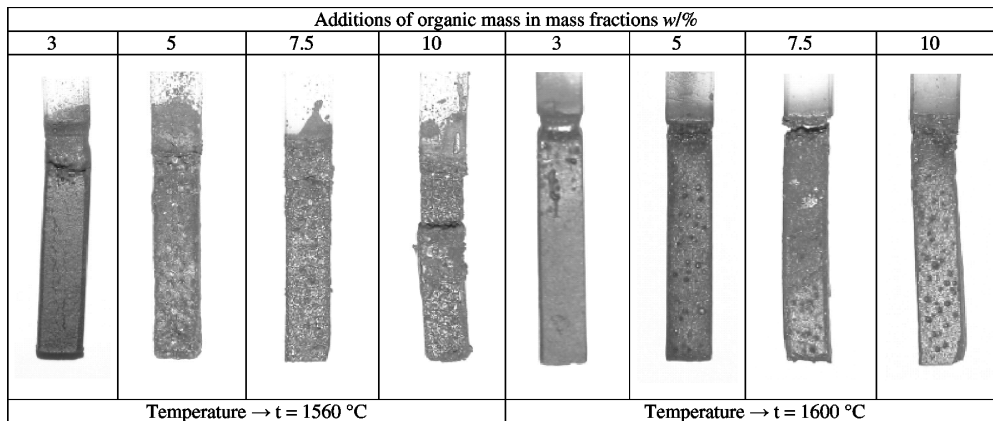 Additions of organic mass in mass fractions w/%
3 5 7.5 10 3 5 7.5 10
Temperature → t = 1560 °C Temperature → t = 1600 °C